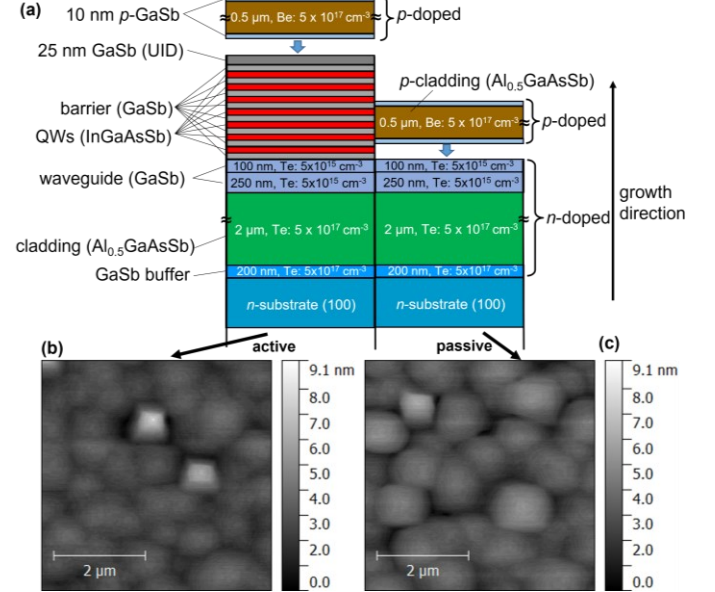 (a)
10 nm p-GaSb
≈0.5 µm, Be: 5 x 10¹⁷ cm⁻³≈
p-doped
25 nm GaSb (UID)
p-cladding (Al₀.₅GaAsSb)
barrier (GaSb)
QWs (InGaAsSb)
0.5 µm, Be: 5 x 10¹⁷ cm⁻³≈
p-doped
waveguide (GaSb)
100 nm, Te: 5x10¹⁵ cm⁻³
100 nm, Te: 5x10¹⁵ cm⁻³
250 nm, Te: 5x10¹⁵ cm⁻³
250 nm, Te: 5x10¹⁵ cm⁻³
growth
direction
n-doped
≈
≈
cladding (Al₀.₅GaAsSb)
2 µm, Te: 5 x 10¹⁷ cm⁻³
2 µm, Te: 5 x 10¹⁷ cm⁻³
GaSb buffer
200 nm, Te: 5x10¹⁷ cm⁻³
200 nm, Te: 5x10¹⁷ cm⁻³
n-substrate (100)
n-substrate (100)
(b)
active
passive
(c)
9.1 nm
8.0
7.0
6.0
5.0
4.0
3.0
2.0
0.0
2 µm
9.1 nm
8.0
7.0
6.0
5.0
4.0
3.0
2.0
0.0
2 µm